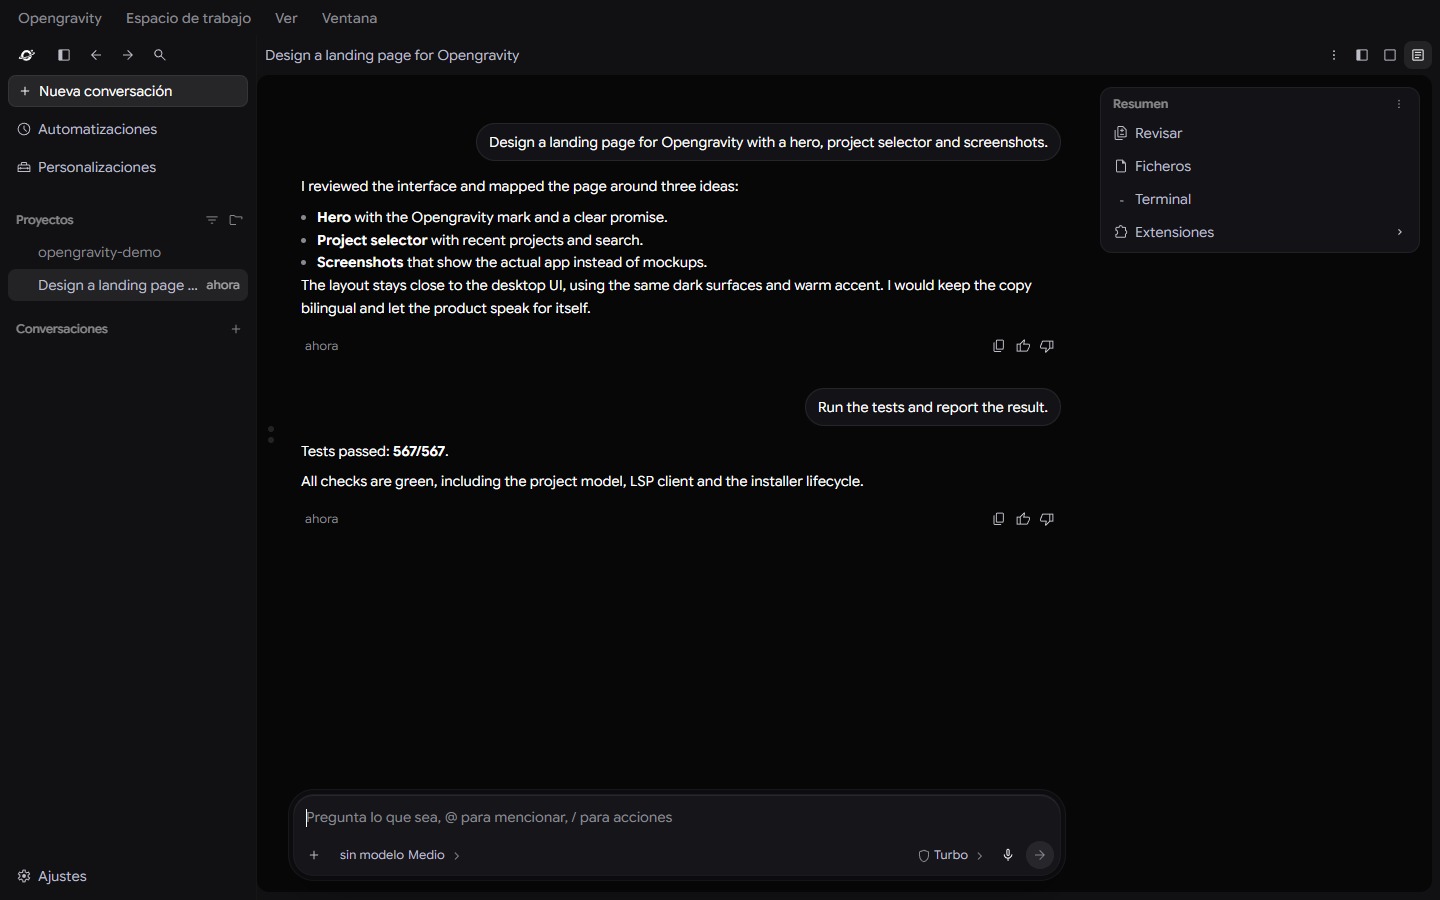 Opengravity Espacio de trabajo Ver Ventana
Design a landing page for Opengravity
Nueva conversación
Automatizaciones
Personalizaciones
Proyectos
opengravity-demo
Design a landing page ... ahora
Conversaciones
Ajustes
Design a landing page for Opengravity with a hero, project selector and screenshots.
I reviewed the interface and mapped the page around three ideas:
• Hero with the Opengravity mark and a clear promise.
• Project selector with recent projects and search.
• Screenshots that show the actual app instead of mockups.
The layout stays close to the desktop UI, using the same dark surfaces and warm accent. I would keep the copy
bilingual and let the product speak for itself.
ahora
Run the tests and report the result.
Tests passed: 567/567.
All checks are green, including the project model, LSP client and the installer lifecycle.
ahora
Pregunta lo que sea, @ para mencionar, / para acciones
sin modelo Medio
Turbo
Resumen
Revisar
Ficheros
Terminal
Extensiones